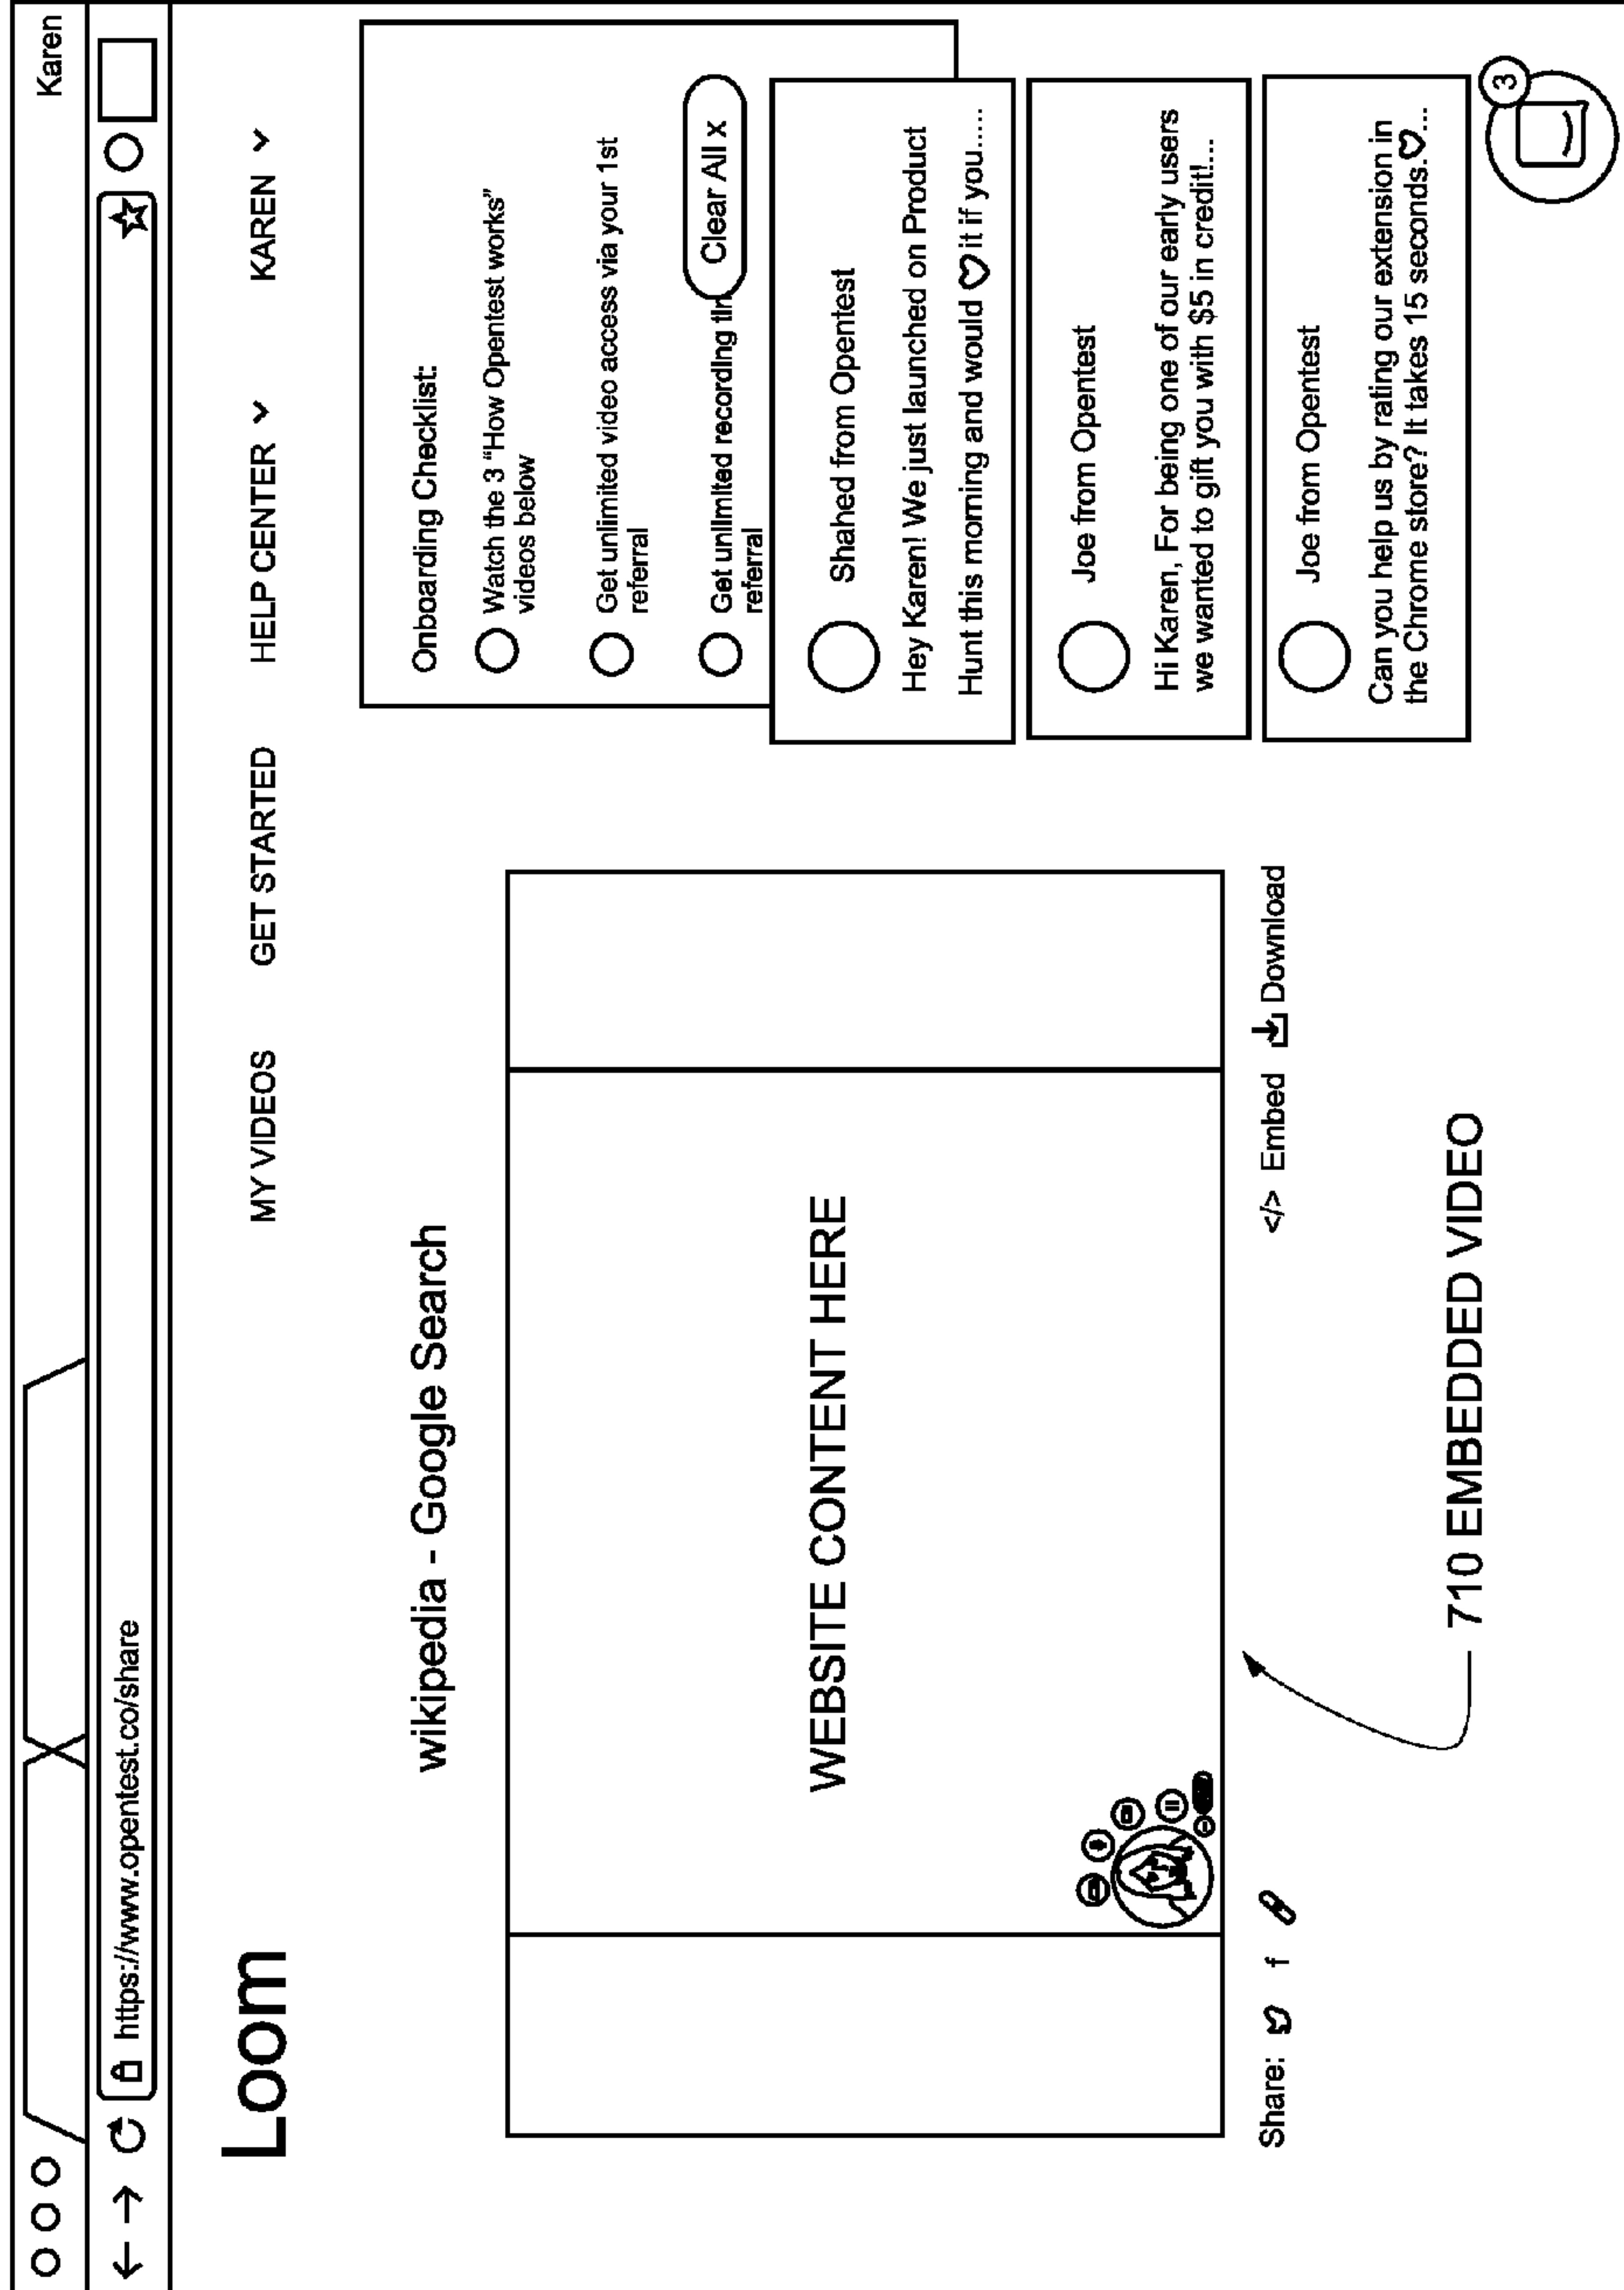 Karen
https://www.opentest.co/share
Loom
MY VIDEOS
GET STARTED
HELP CENTER
KAREN
wikipedia - Google Search
WEBSITE CONTENT HERE
Share:
f
</> Embed
Download
710 EMBEDDED VIDEO
Onboarding Checklist:
Watch the 3 “How Opentest works”
videos below
Get unlimited video access via your 1st
referral
Get unlimited recording
referral
Clear All x
Shahed from Opentest
Hey Karen! We just launched on Product
Hunt this morning and would ♡ it if you.....
Joe from Opentest
Hi Karen, For being one of our early users
we wanted to gift you with $5 in credit!...
Joe from Opentest
Can you help us by rating our extension in
the Chrome store? It takes 15 seconds.♡...
3